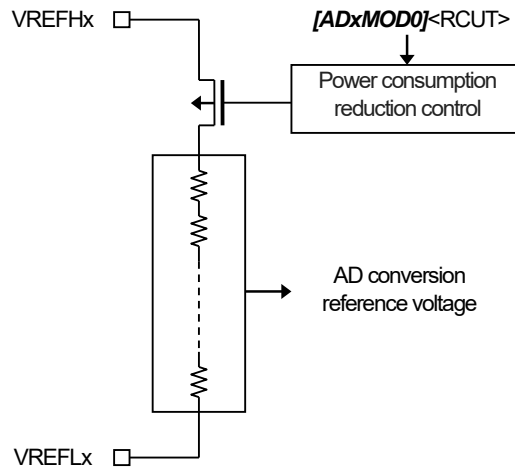 VREFHx
[ADxMOD0]<RCUT>
Power consumption
reduction control
AD conversion
reference voltage
VREFLx